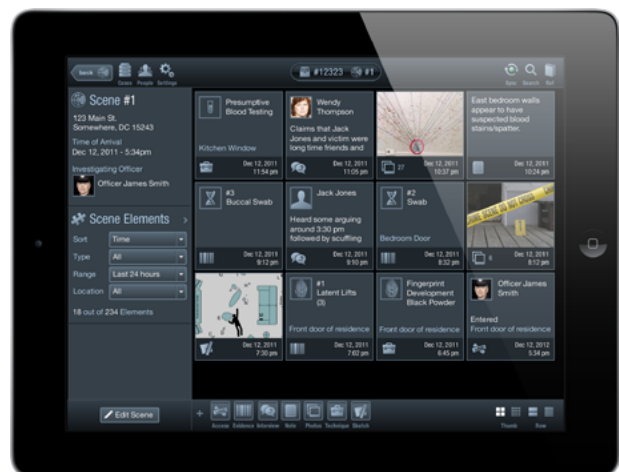 back
Cases
People
Settings
#12323
#1
Sync
Search
Ref
Scene #1
123 Main St.
Somewhere, DC 15243
Time of Arrival
Dec 12, 2011 - 5:34pm
Investigating Officer
Officer James Smith
Scene Elements
Sort
Time
Type
All
Range
Last 24 hours
Location
All
18 out of 234 Elements
Edit Scene
Presumptive
Blood Testing
Kitchen Window
Dec 12, 2011
11:54 pm
Wendy
Thompson
Claims that Jack
Jones and victim were
long time friends and
Dec 12, 2011
11:05 pm
27
Dec 12, 2011
10:37 pm
East bedroom walls
appear to have
suspected blood
stains/spatter.
Dec 12, 2011
10:24 pm
#3
Buccal Swab
Dec 12, 2011
9:12 pm
Jack Jones
Heard some arguing
around 3:30 pm
followed by scuffling
Dec 12, 2011
9:10 pm
#2
Swab
Bedroom Door
Dec 12, 2011
8:32 pm
CRIME SCENE DO NOT CROSS
6
Dec 12, 2011
8:12 pm
Dec 12, 2011
7:30 pm
#1
Latent Lifts
(3)
Front door of residence
Dec 12, 2011
7:02 pm
Fingerprint
Development
Black Powder
Front door of residence
Dec 12, 2011
6:45 pm
Officer James
Smith
Entered
Front door of residence
Dec 12, 2012
5:34 pm
+
Access
Evidence
Interview
Note
Photos
Technique
Sketch
Thumb
Row